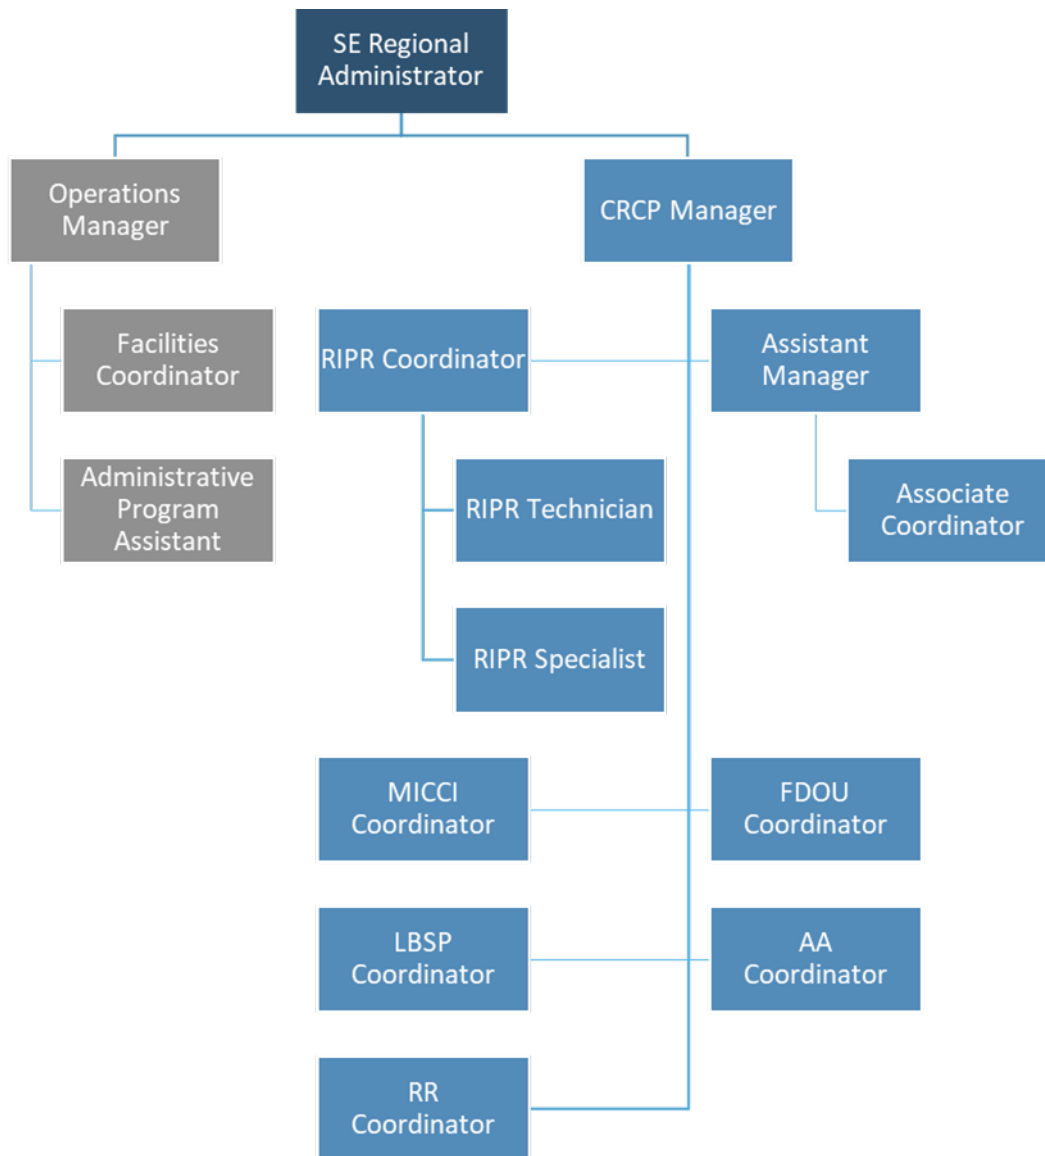 SE Regional
Administrator
Operations
Manager
CRCP Manager
Facilities
Coordinator
RIPR Coordinator
Assistant
Manager
Administrative
Program
Assistant
RIPR Technician
Associate
Coordinator
RIPR Specialist
MICCI
Coordinator
FDOU
Coordinator
LBSP
Coordinator
AA
Coordinator
RR
Coordinator